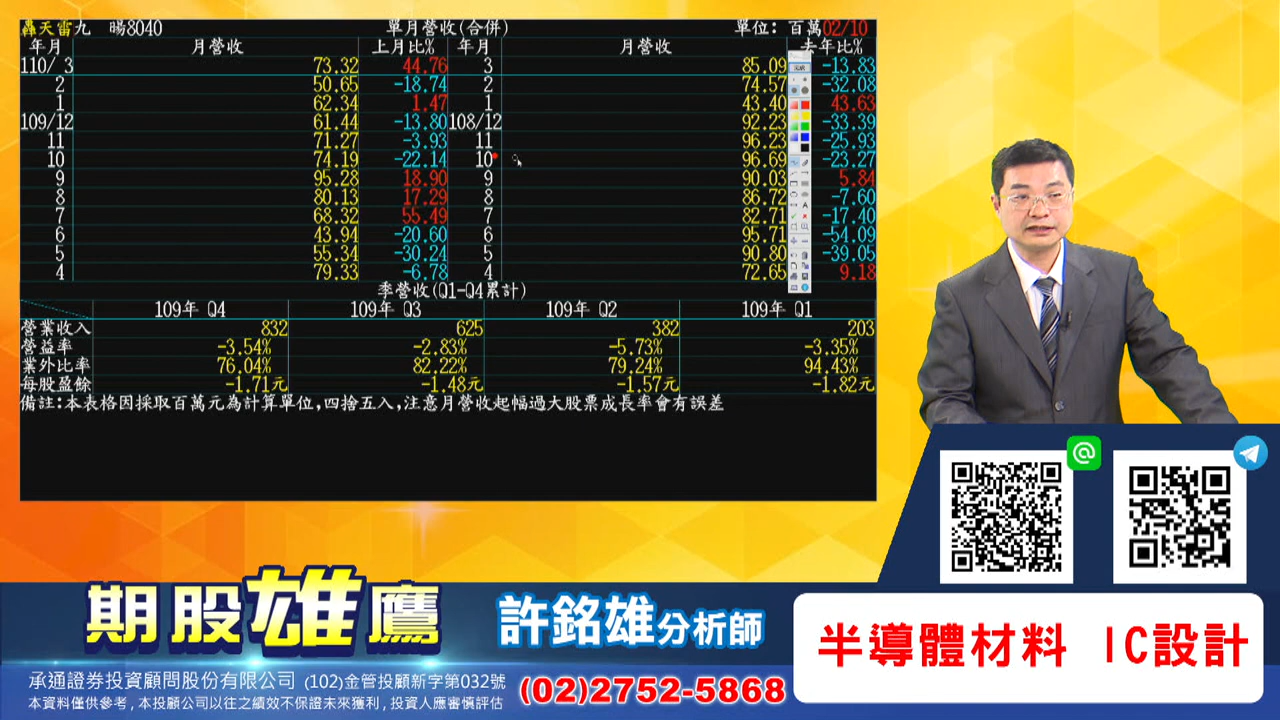 轟天雷九 暘8040 單月營收(合併) 單位: 百萬02/10
年月 月營收 上月比% 年月 月營收 去年比%
110/ 3 73.32 44.76 3 85.09 -13.83
2 50.65 -18.74 2 74.57 -32.08
1 62.34 1.47 1 43.40 43.63
109/12 61.44 -13.80 108/12 92.23 -33.39
11 71.27 -3.93 11 96.23 -25.93
10 74.19 -22.14 10 96.69 -23.27
9 95.28 18.90 9 90.03 5.84
8 80.13 17.29 8 86.72 -7.60
7 68.32 55.49 7 82.71 -17.40
6 43.94 -20.60 6 95.71 -54.09
5 55.34 -30.24 5 90.80 -39.05
4 79.33 -6.78 4 72.65 9.18
季營收(Q1-Q4累計)
109年 Q4 109年 Q3 109年 Q2 109年 Q1
營業收入 832 625 382 203
營益率 -3.54% -2.83% -5.73% -3.35%
業外比率 76.04% 82.22% 79.24% 94.43%
每股盈餘 -1.71元 -1.48元 -1.57元 -1.82元
備註:本表格因採取百萬元為計算單位,四捨五入,注意月營收起幅過大股票成長率會有誤差
期股雄鷹
許銘雄分析師
半導體材料 IC設計
承通證券投資顧問股份有限公司 (102)金管投顧新字第032號
本資料僅供參考,本投顧公司以往之績效不保證未來獲利,投資人應審慎評估
(02)2752-5868